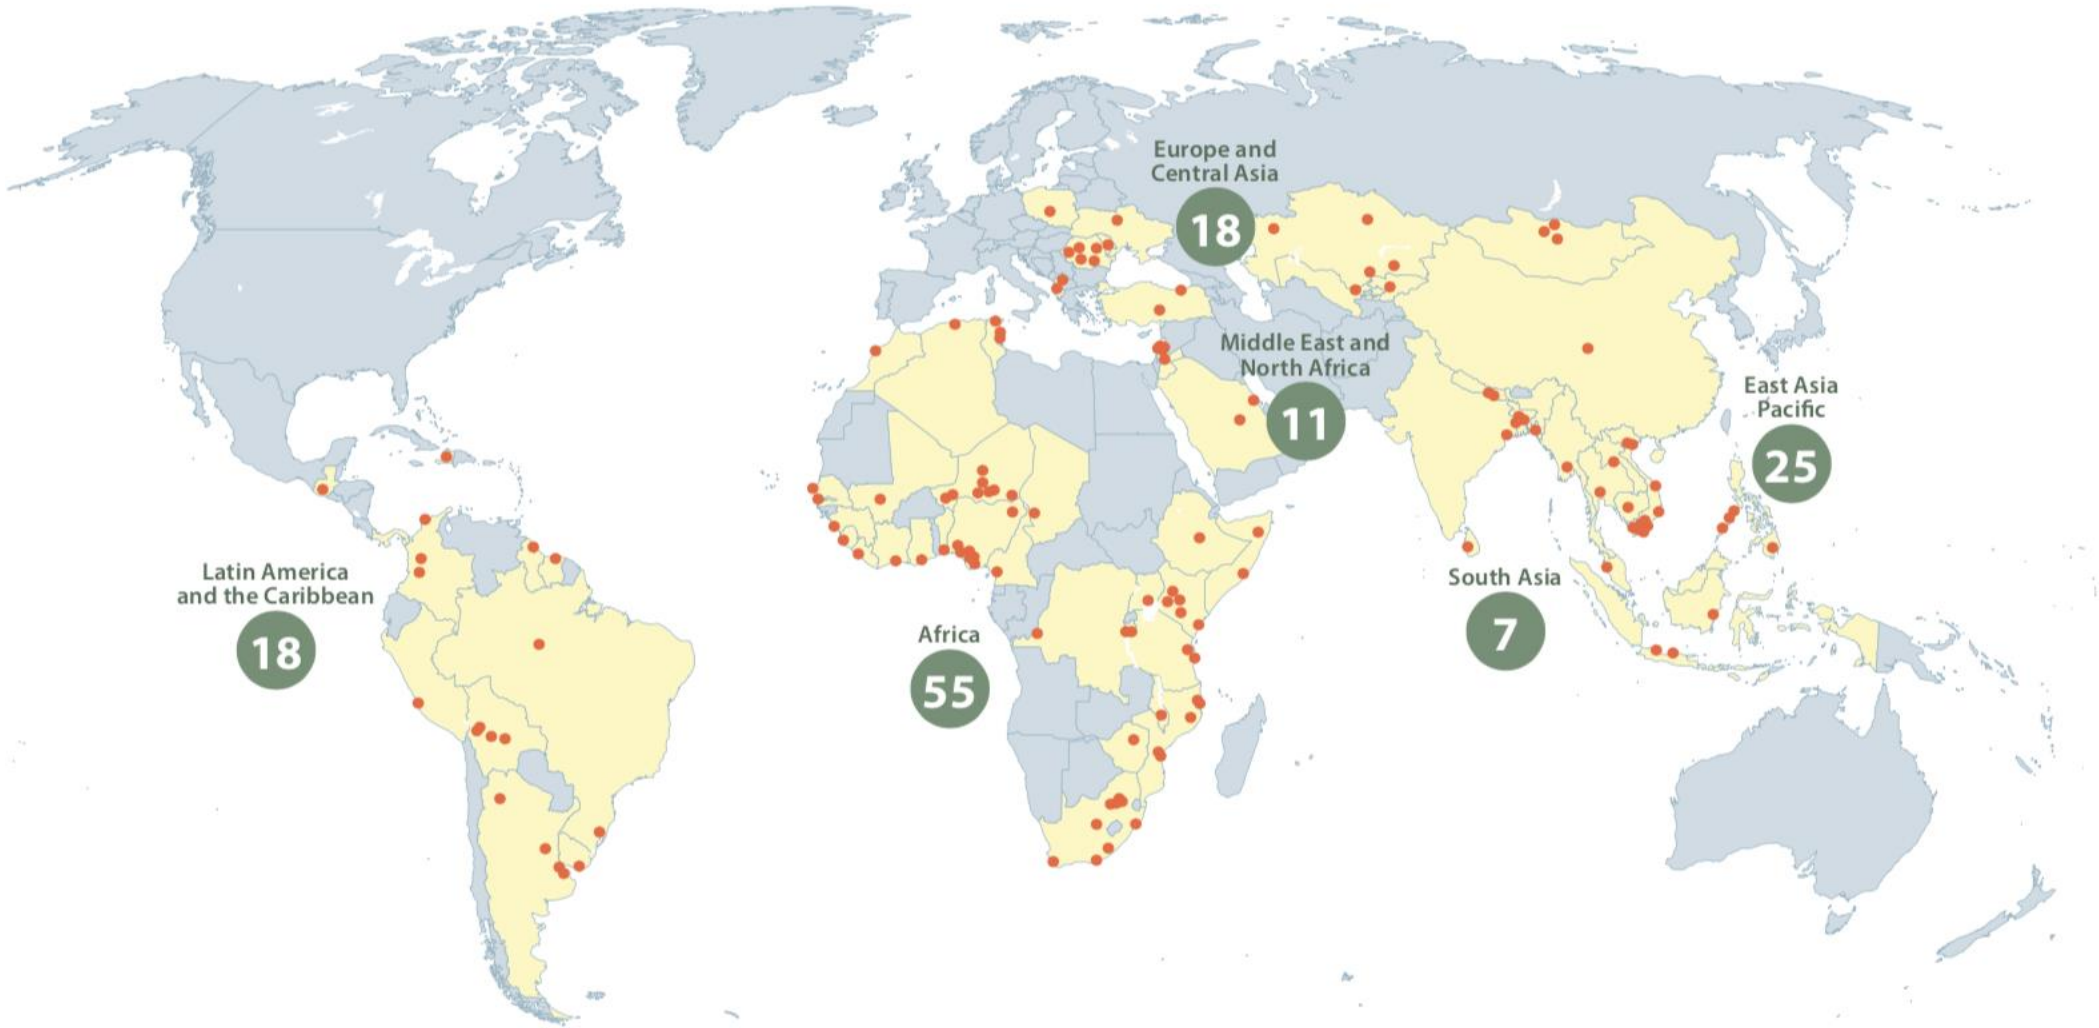 Europe and
Central Asia
18
Middle East and
North Africa
11
East Asia
Pacific
25
Latin America
and the Caribbean
18
Africa
55
South Asia
7